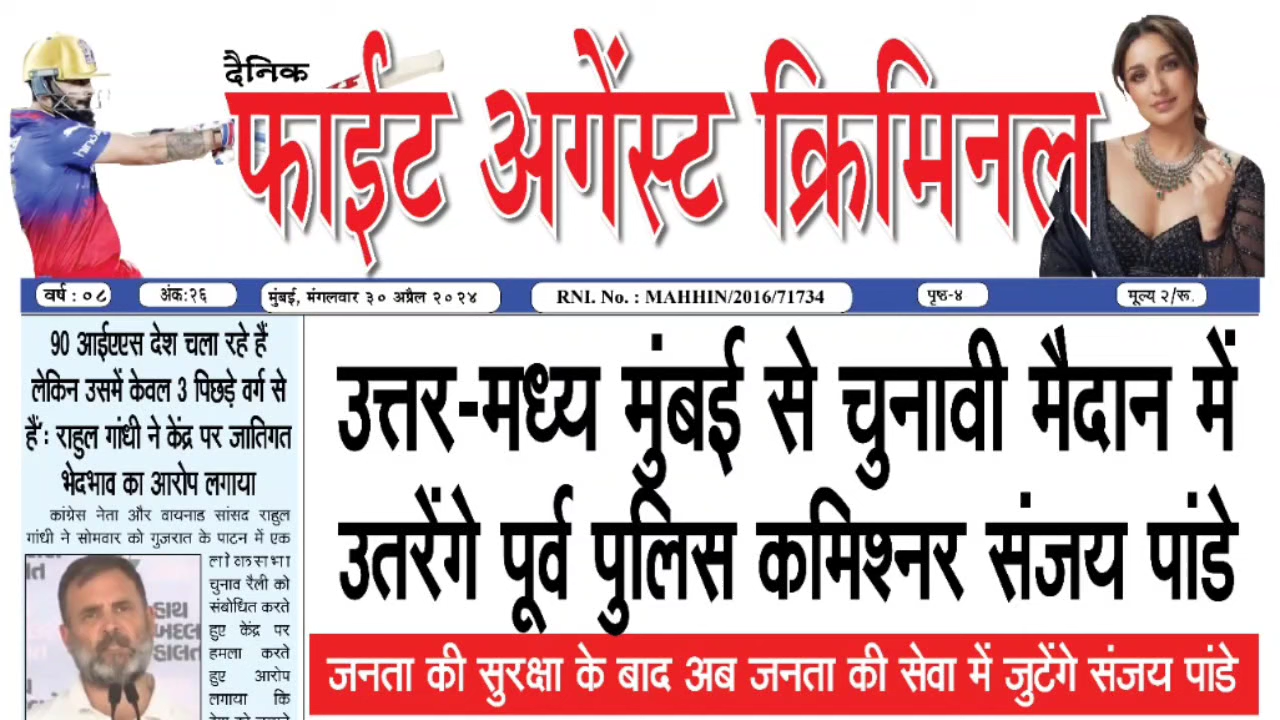 दैनिक
फाईट अगेंस्ट क्रिमिनल
वर्ष : ०८ अंक:२६ मुंबई, मंगलवार ३० अप्रैल २०२४ RNI. No. : MAHHIN/2016/71734 पृष्ठ-४ मूल्य २/रू.
90 आईएएस देश चला रहे हैं
लेकिन उसमें केवल 3 पिछड़े वर्ग से
हैं': राहुल गांधी ने केंद्र पर जातिगत
भेदभाव का आरोप लगाया
कांग्रेस नेता और वायनाड सांसद राहुल
गांधी ने सोमवार को गुजरात के पाटन में एक
लोकसभा
चुनाव रैली को
संबोधित करते
हुए केंद्र पर
हमला करते
हुए आरोप
लगाया कि
હાથ
બદલ
હાલત
उत्तर-मध्य मुंबई से चुनावी मैदान में
उतरेंगे पूर्व पुलिस कमिश्नर संजय पांडे
जनता की सुरक्षा के बाद अब जनता की सेवा में जुटेंगे संजय पांडे